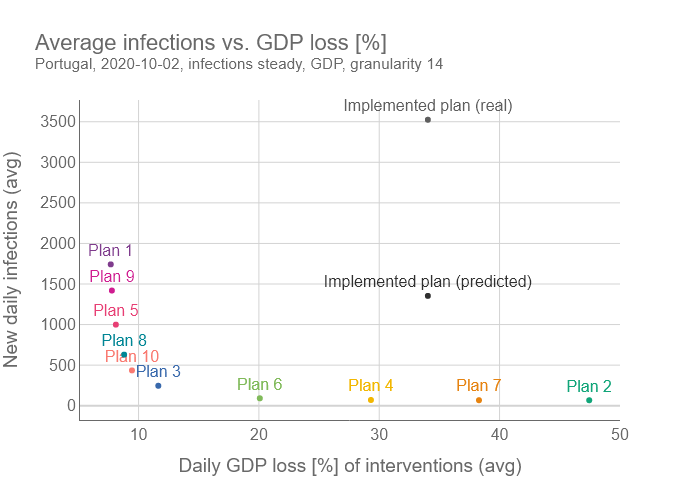 Average infections vs. GDP loss [%]
Portugal, 2020-10-02, infections steady, GDP, granularity 14
Implemented plan (real)
3500
3000
2500
2000
1500
1000
500
0
New daily infections (avg)
Plan 1
Plan 9
Implemented plan (predicted)
Plan 5
Plan 8
Plan 10
Plan 3
Plan 6
Plan 4
Plan 7
Plan 2
10
20
30
40
50
Daily GDP loss [%] of interventions (avg)